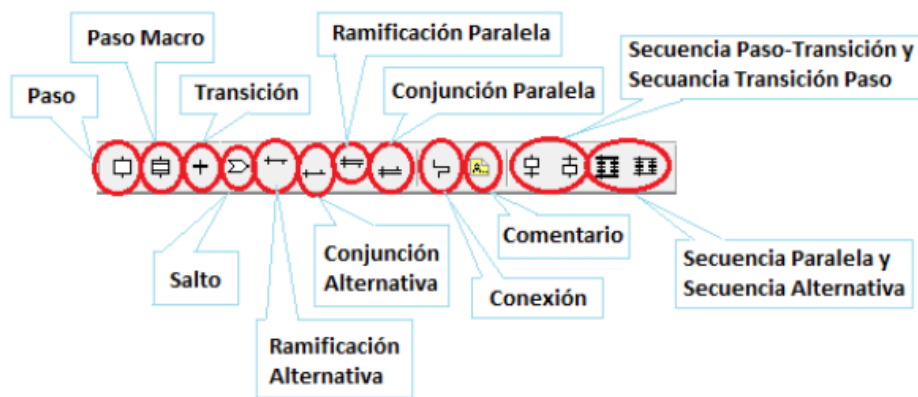 Ramificación Paralela
Paso Macro
Secuencia Paso-Transición y
Secuancia Transición Paso
Paso
Transición
Conjunción Paralela
Salto
Conjunción
Alternativa
Comentario
Conexión
Secuencia Paralela y
Secuencia Alternativa
Ramificación
Alternativa